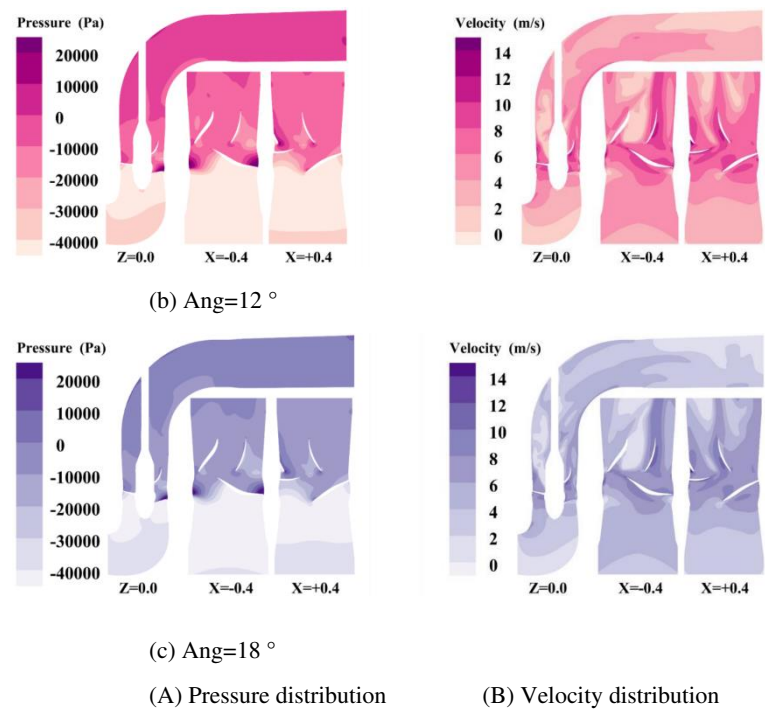 Pressure (Pa)
20000
10000
0
-10000
-20000
-30000
-40000
Z=0.0 X=-0.4 X=+0.4
Velocity (m/s)
14
12
10
8
6
4
2
0
Z=0.0 X=-0.4 X=+0.4
(b) Ang=12 °
Pressure (Pa)
20000
10000
0
-10000
-20000
-30000
-40000
Z=0.0 X=-0.4 X=+0.4
Velocity (m/s)
14
12
10
8
6
4
2
0
Z=0.0 X=-0.4 X=+0.4
(c) Ang=18 °
(A) Pressure distribution (B) Velocity distribution